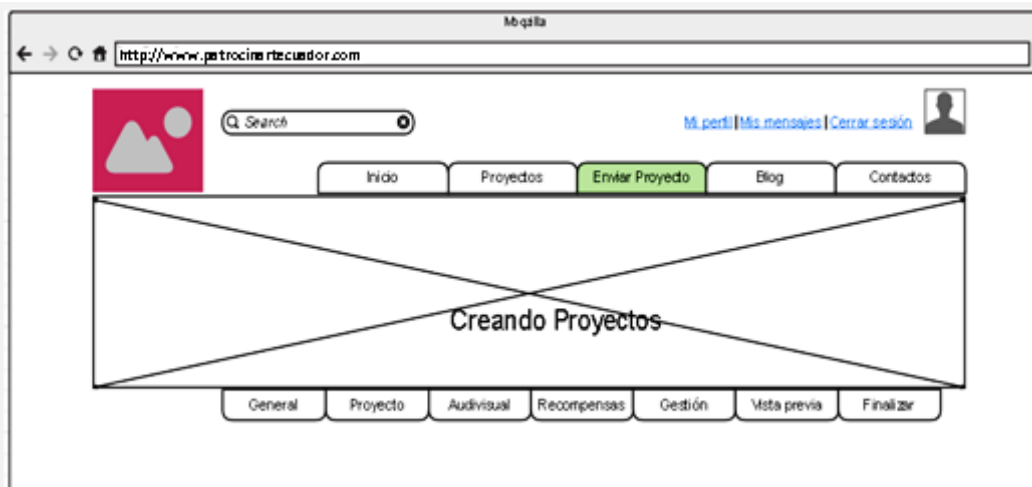 Mozilla
http://www.patrocinartecuador.com
Search
Mi perfil | Mis mensajes | Cerrar sesión
Inicio Proyectos Enviar Proyecto Blog Contactos
Creando Proyectos
General Proyecto Audivisual Recompensas Gestión Vista previa Finalizar